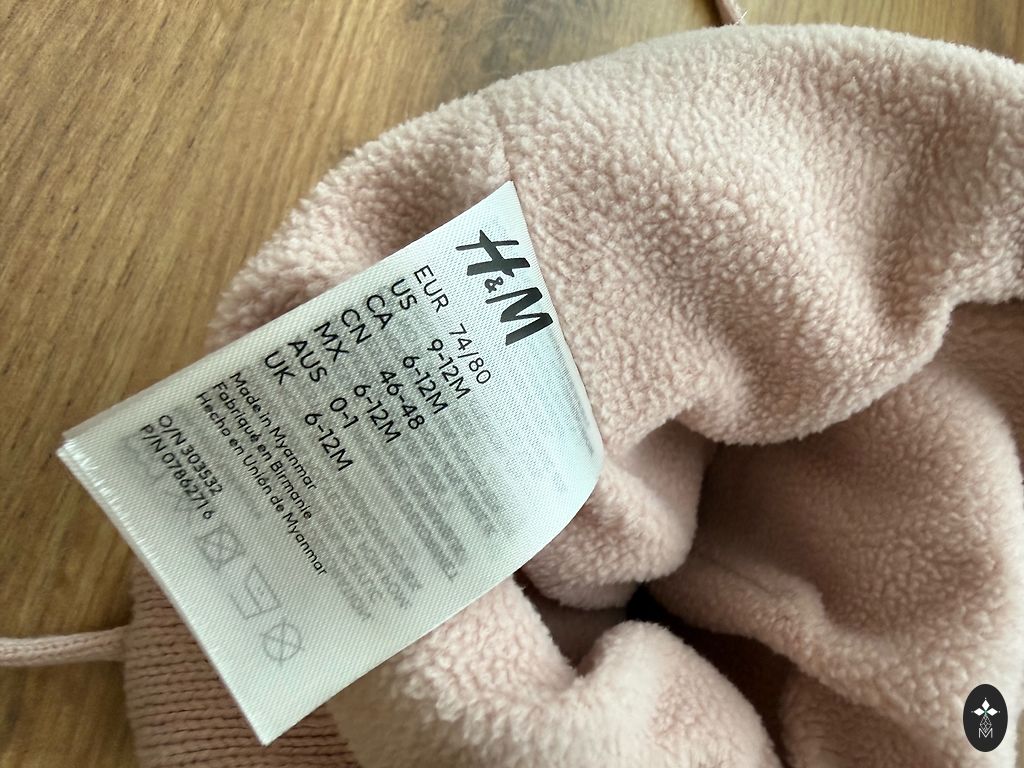 H&M
EUR 74/80
US 9-12M
CA 6-12M
CN 46-48
MX 6-12M
AUS 0-1
UK 6-12M
Made in Myanmar
Fabriqué en Birmanie
Hecho en Unión de Myanmar
O/N 303532
P/N 0786271 6
M